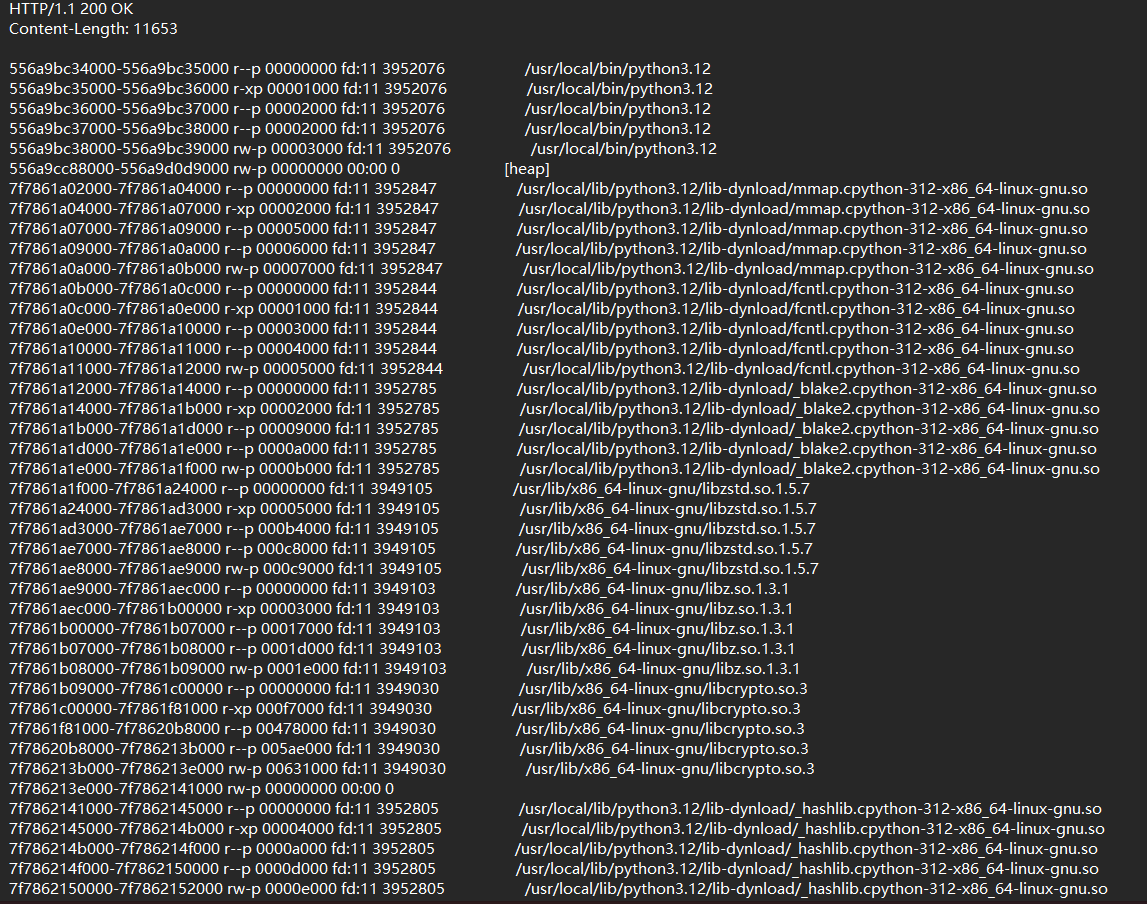 HTTP/1.1 200 OK
Content-Length: 11653
556a9bc34000-556a9bc35000 r--p 00000000 fd:11 3952076 /usr/local/bin/python3.12
556a9bc35000-556a9bc36000 r-xp 00001000 fd:11 3952076 /usr/local/bin/python3.12
556a9bc36000-556a9bc37000 r--p 00002000 fd:11 3952076 /usr/local/bin/python3.12
556a9bc37000-556a9bc38000 r--p 00002000 fd:11 3952076 /usr/local/bin/python3.12
556a9bc38000-556a9bc39000 rw-p 00003000 fd:11 3952076 /usr/local/bin/python3.12
556a9cc88000-556a9d0d9000 rw-p 00000000 00:00 0 [heap]
7f7861a02000-7f7861a04000 r--p 00000000 fd:11 3952847 /usr/local/lib/python3.12/lib-dynload/mmap.cpython-312-x86_64-linux-gnu.so
7f7861a04000-7f7861a07000 r-xp 00002000 fd:11 3952847 /usr/local/lib/python3.12/lib-dynload/mmap.cpython-312-x86_64-linux-gnu.so
7f7861a07000-7f7861a09000 r--p 00005000 fd:11 3952847 /usr/local/lib/python3.12/lib-dynload/mmap.cpython-312-x86_64-linux-gnu.so
7f7861a09000-7f7861a0a000 r--p 00006000 fd:11 3952847 /usr/local/lib/python3.12/lib-dynload/mmap.cpython-312-x86_64-linux-gnu.so
7f7861a0a000-7f7861a0b000 rw-p 00007000 fd:11 3952847 /usr/local/lib/python3.12/lib-dynload/mmap.cpython-312-x86_64-linux-gnu.so
7f7861a0b000-7f7861a0c000 r--p 00000000 fd:11 3952844 /usr/local/lib/python3.12/lib-dynload/fcntl.cpython-312-x86_64-linux-gnu.so
7f7861a0c000-7f7861a0e000 r-xp 00001000 fd:11 3952844 /usr/local/lib/python3.12/lib-dynload/fcntl.cpython-312-x86_64-linux-gnu.so
7f7861a0e000-7f7861a10000 r--p 00003000 fd:11 3952844 /usr/local/lib/python3.12/lib-dynload/fcntl.cpython-312-x86_64-linux-gnu.so
7f7861a10000-7f7861a11000 r--p 00004000 fd:11 3952844 /usr/local/lib/python3.12/lib-dynload/fcntl.cpython-312-x86_64-linux-gnu.so
7f7861a11000-7f7861a12000 rw-p 00005000 fd:11 3952844 /usr/local/lib/python3.12/lib-dynload/fcntl.cpython-312-x86_64-linux-gnu.so
7f7861a12000-7f7861a14000 r--p 00000000 fd:11 3952785 /usr/local/lib/python3.12/lib-dynload/_blake2.cpython-312-x86_64-linux-gnu.so
7f7861a14000-7f7861a1b000 r-xp 00002000 fd:11 3952785 /usr/local/lib/python3.12/lib-dynload/_blake2.cpython-312-x86_64-linux-gnu.so
7f7861a1b000-7f7861a1d000 r--p 00009000 fd:11 3952785 /usr/local/lib/python3.12/lib-dynload/_blake2.cpython-312-x86_64-linux-gnu.so
7f7861a1d000-7f7861a1e000 r--p 0000a000 fd:11 3952785 /usr/local/lib/python3.12/lib-dynload/_blake2.cpython-312-x86_64-linux-gnu.so
7f7861a1e000-7f7861a1f000 rw-p 0000b000 fd:11 3952785 /usr/local/lib/python3.12/lib-dynload/_blake2.cpython-312-x86_64-linux-gnu.so
7f7861a1f000-7f7861a24000 r--p 00000000 fd:11 3949105 /usr/lib/x86_64-linux-gnu/libzstd.so.1.5.7
7f7861a24000-7f7861ad3000 r-xp 00005000 fd:11 3949105 /usr/lib/x86_64-linux-gnu/libzstd.so.1.5.7
7f7861ad3000-7f7861ae7000 r--p 000b4000 fd:11 3949105 /usr/lib/x86_64-linux-gnu/libzstd.so.1.5.7
7f7861ae7000-7f7861ae8000 r--p 000c8000 fd:11 3949105 /usr/lib/x86_64-linux-gnu/libzstd.so.1.5.7
7f7861ae8000-7f7861ae9000 rw-p 000c9000 fd:11 3949105 /usr/lib/x86_64-linux-gnu/libzstd.so.1.5.7
7f7861ae9000-7f7861aec000 r--p 00000000 fd:11 3949103 /usr/lib/x86_64-linux-gnu/libz.so.1.3.1
7f7861aec000-7f7861b00000 r-xp 00003000 fd:11 3949103 /usr/lib/x86_64-linux-gnu/libz.so.1.3.1
7f7861b00000-7f7861b07000 r--p 00017000 fd:11 3949103 /usr/lib/x86_64-linux-gnu/libz.so.1.3.1
7f7861b07000-7f7861b08000 r--p 0001d000 fd:11 3949103 /usr/lib/x86_64-linux-gnu/libz.so.1.3.1
7f7861b08000-7f7861b09000 rw-p 0001e000 fd:11 3949103 /usr/lib/x86_64-linux-gnu/libz.so.1.3.1
7f7861b09000-7f7861c00000 r--p 00000000 fd:11 3949030 /usr/lib/x86_64-linux-gnu/libcrypto.so.3
7f7861c00000-7f7861f81000 r-xp 000f7000 fd:11 3949030 /usr/lib/x86_64-linux-gnu/libcrypto.so.3
7f7861f81000-7f78620b8000 r--p 00478000 fd:11 3949030 /usr/lib/x86_64-linux-gnu/libcrypto.so.3
7f78620b8000-7f786213b000 r--p 005ae000 fd:11 3949030 /usr/lib/x86_64-linux-gnu/libcrypto.so.3
7f786213b000-7f786213e000 rw-p 00631000 fd:11 3949030 /usr/lib/x86_64-linux-gnu/libcrypto.so.3
7f786213e000-7f7862141000 rw-p 00000000 00:00 0
7f7862141000-7f7862145000 r--p 00000000 fd:11 3952805 /usr/local/lib/python3.12/lib-dynload/_hashlib.cpython-312-x86_64-linux-gnu.so
7f7862145000-7f786214b000 r-xp 00004000 fd:11 3952805 /usr/local/lib/python3.12/lib-dynload/_hashlib.cpython-312-x86_64-linux-gnu.so
7f786214b000-7f786214f000 r--p 0000a000 fd:11 3952805 /usr/local/lib/python3.12/lib-dynload/_hashlib.cpython-312-x86_64-linux-gnu.so
7f786214f000-7f7862150000 r--p 0000d000 fd:11 3952805 /usr/local/lib/python3.12/lib-dynload/_hashlib.cpython-312-x86_64-linux-gnu.so
7f7862150000-7f7862152000 rw-p 0000e000 fd:11 3952805 /usr/local/lib/python3.12/lib-dynload/_hashlib.cpython-312-x86_64-linux-gnu.so